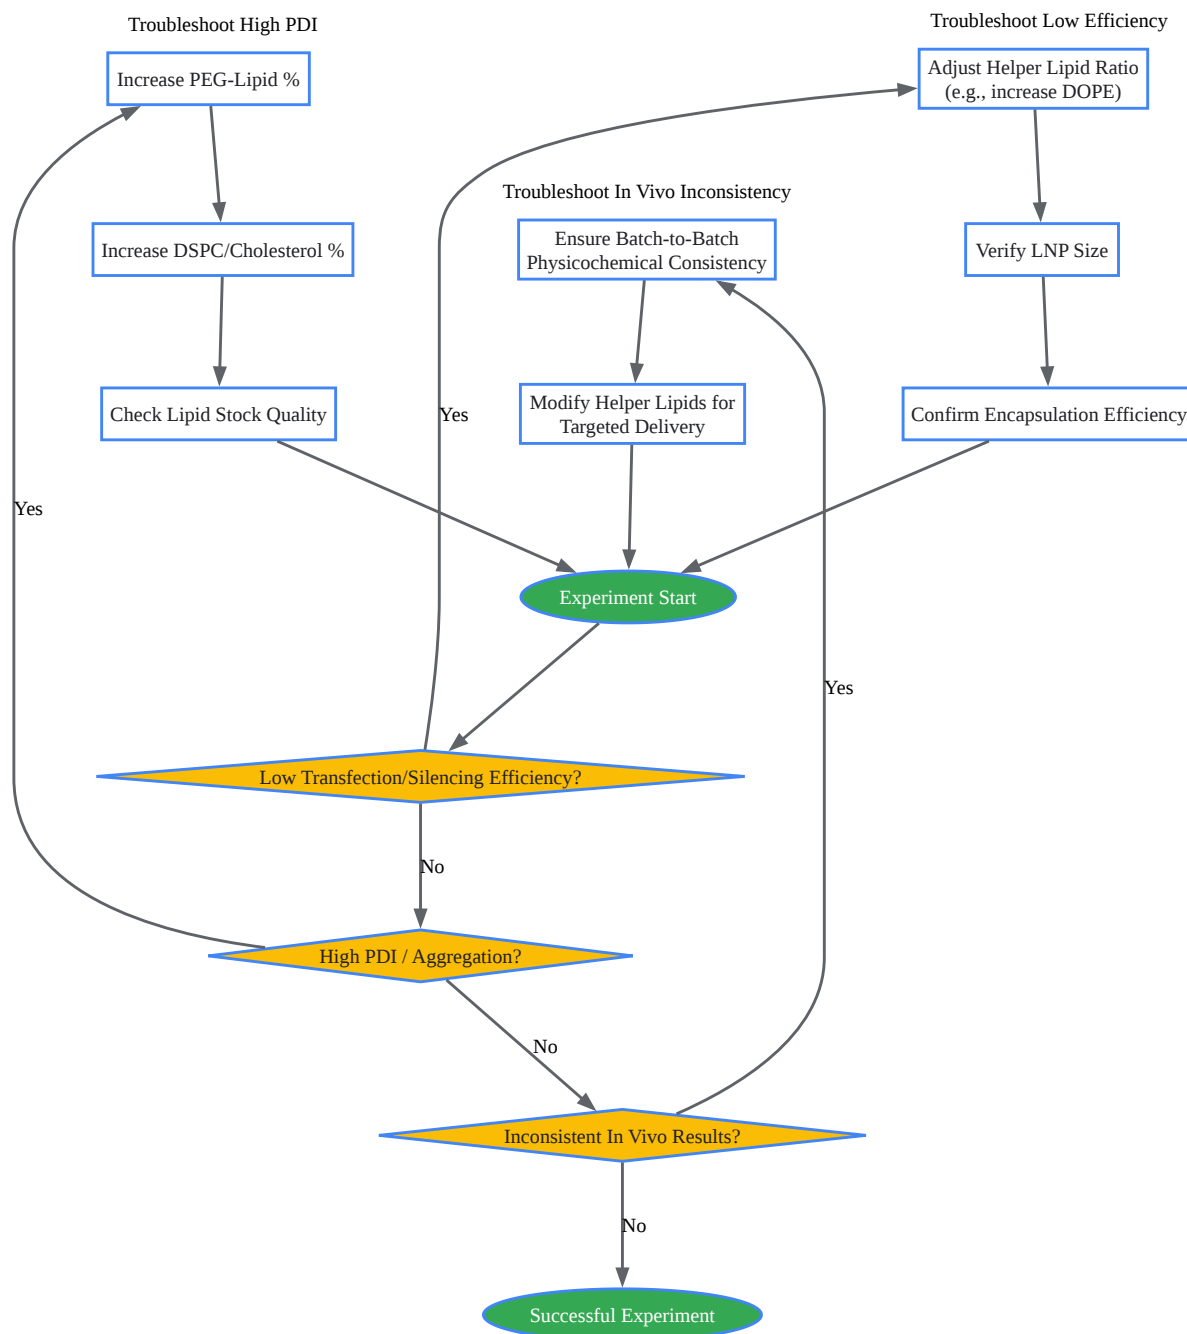 Troubleshoot High PDI
Troubleshoot Low Efficiency
Increase PEG-Lipid %
Adjust Helper Lipid Ratio
(e.g., increase DOPE)
Troubleshoot In Vivo Inconsistency
Increase DSPC/Cholesterol %
Ensure Batch-to-Batch
Physicochemical Consistency
Verify LNP Size
Check Lipid Stock Quality
Yes
Modify Helper Lipids for
Targeted Delivery
Confirm Encapsulation Efficiency
Yes
Experiment Start
Yes
Low Transfection/Silencing Efficiency?
No
High PDI / Aggregation?
No
Inconsistent In Vivo Results?
No
Successful Experiment